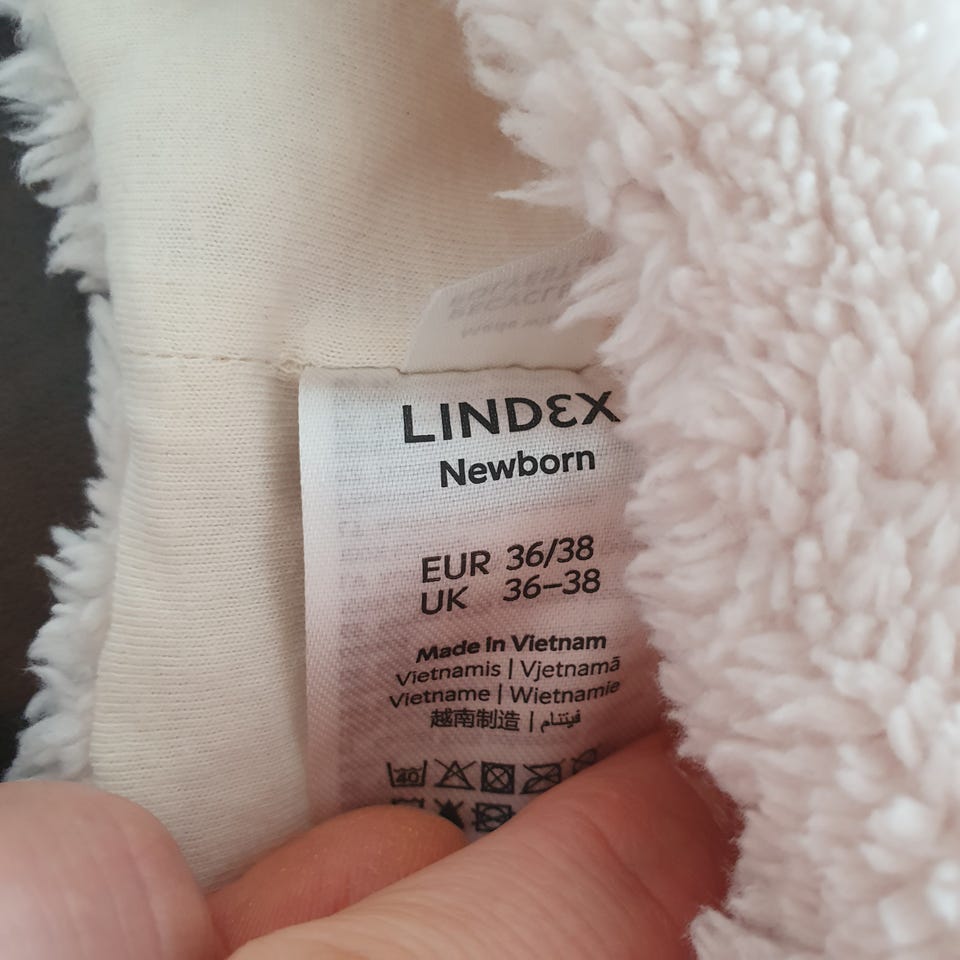 LINDEX
Newborn
EUR 36/38
UK 36–38
Made in Vietnam
Vietnamis | Vjetnamā
Vietname | Wietnamie
越南制造 | فيتنام
40